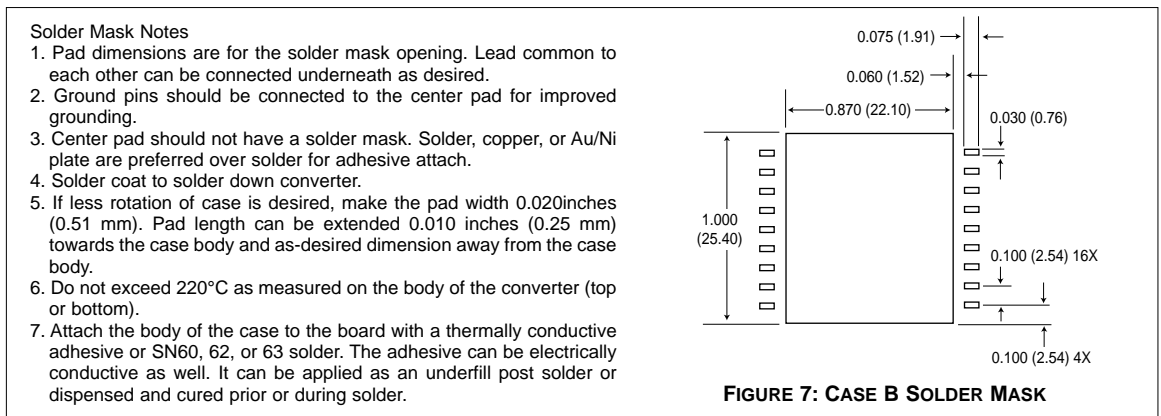 Solder Mask Notes
1. Pad dimensions are for the solder mask opening. Lead common to
each other can be connected underneath as desired.
2. Ground pins should be connected to the center pad for improved
grounding.
3. Center pad should not have a solder mask. Solder, copper, or Au/Ni
plate are preferred over solder for adhesive attach.
4. Solder coat to solder down converter.
5. If less rotation of case is desired, make the pad width 0.020inches
(0.51 mm). Pad length can be extended 0.010 inches (0.25 mm)
towards the case body and as-desired dimension away from the case
body.
6. Do not exceed 220°C as measured on the body of the converter (top
or bottom).
7. Attach the body of the case to the board with a thermally conductive
adhesive or SN60, 62, or 63 solder. The adhesive can be electrically
conductive as well. It can be applied as an underfill post solder or
dispensed and cured prior or during solder.
0.075 (1.91)
0.060 (1.52)
0.870 (22.10)
0.030 (0.76)
1.000
(25.40)
0.100 (2.54) 16X
0.100 (2.54) 4X
FIGURE 7: CASE B SOLDER MASK